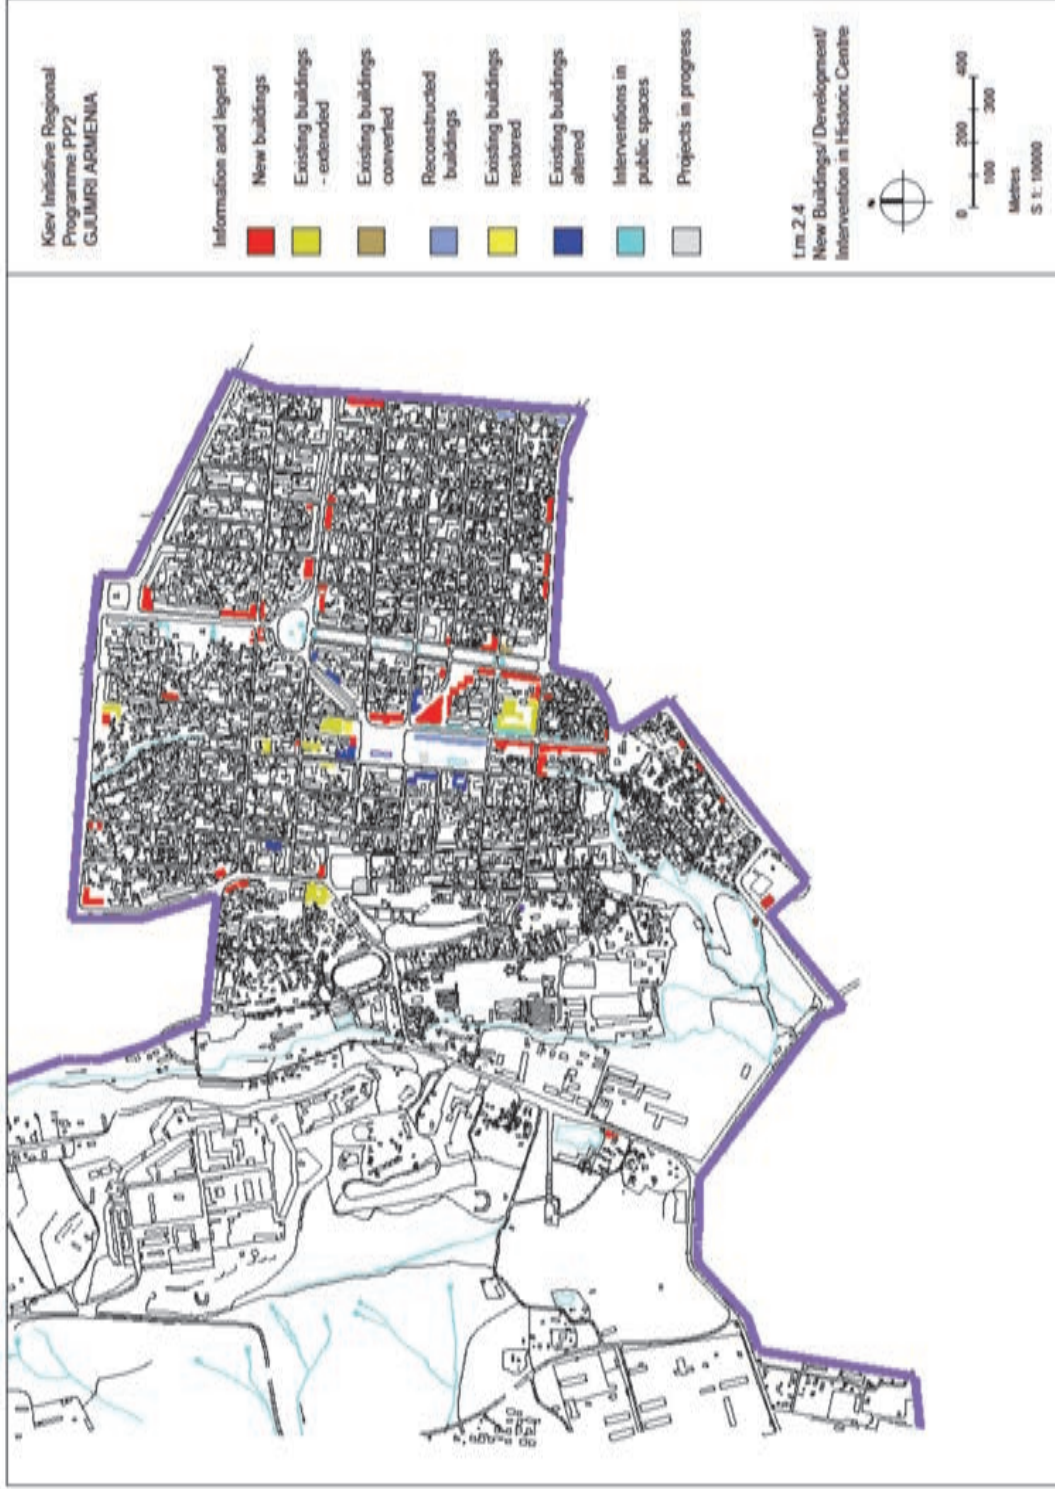 Kiev Initiative Regional
Programme PP2
GJUMRI ARMENIA
Information and legend
New buildings
Existing buildings
- extended
Existing buildings
converted
Reconstructed
buildings
Existing buildings
restored
Existing buildings
altered
Interventions in
public spaces
Projects in progress
t.m.2.4
New Buildings/ Development/
Intervention in Historic Centre
0 200 400
100 300
Metres
S 1: 100000